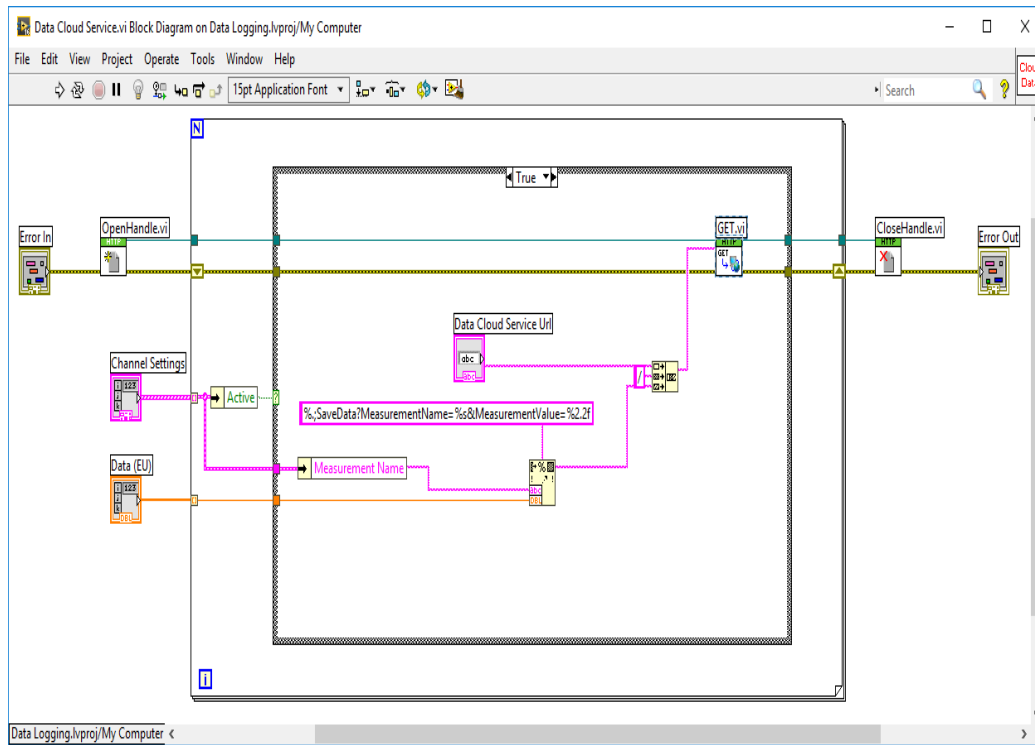 Data Cloud Service.vi Block Diagram on Data Logging.lvproj/My Computer
File Edit View Project Operate Tools Window Help
15pt Application Font
Search
Clou
Data
N
True
OpenHandle.vi
HTTP
Error In
GET.vi
HTTP
GET
CloseHandle.vi
HTTP
Error Out
Data Cloud Service Url
abc
abc
Channel Settings
123
Active
?
/
%.;SaveData?MeasurementName=%s&MeasurementValue=%2.2f
Data (EU)
123
DBL
Measurement Name
abc
DBL
i
Data Logging.lvproj/My Computer